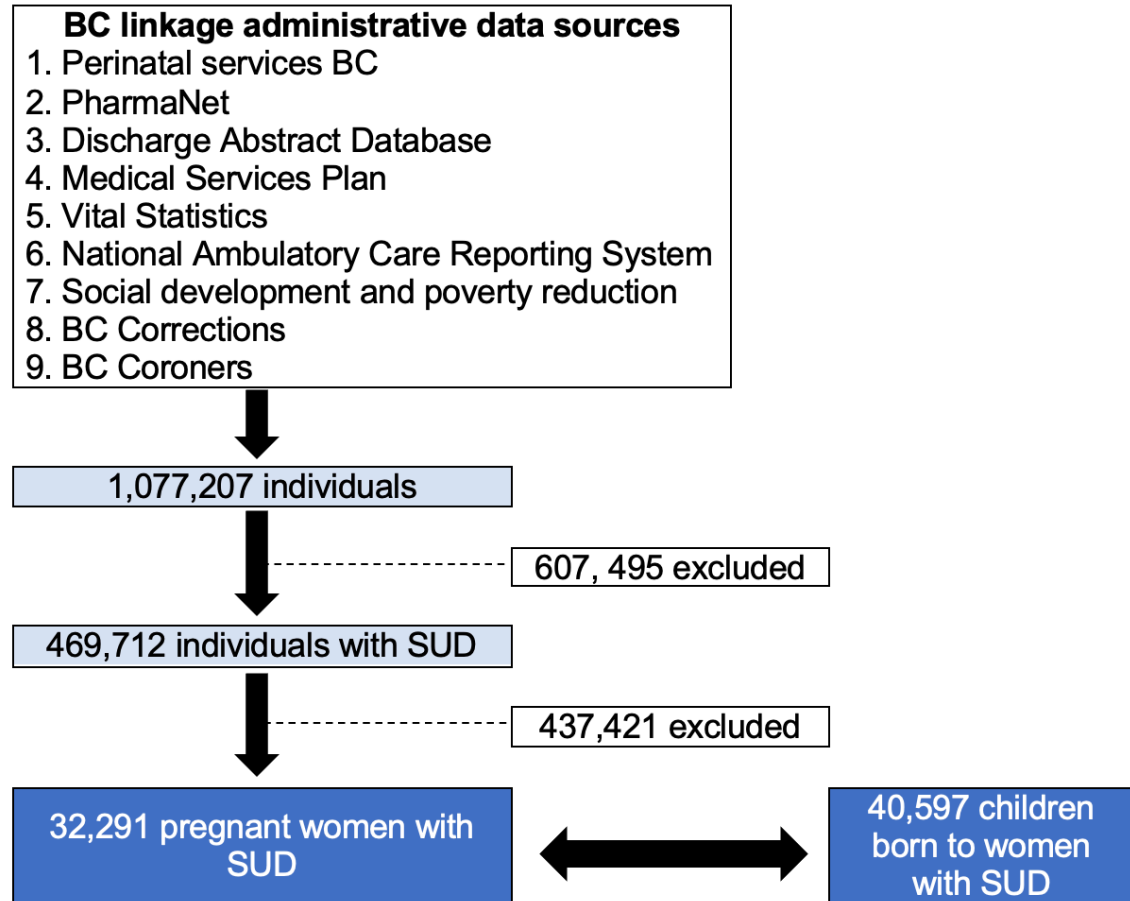 BC linkage administrative data sources
1. Perinatal services BC
2. PharmaNet
3. Discharge Abstract Database
4. Medical Services Plan
5. Vital Statistics
6. National Ambulatory Care Reporting System
7. Social development and poverty reduction
8. BC Corrections
9. BC Coroners
1,077,207 individuals
607, 495 excluded
469,712 individuals with SUD
437,421 excluded
32,291 pregnant women with
SUD
40,597 children
born to women
with SUD